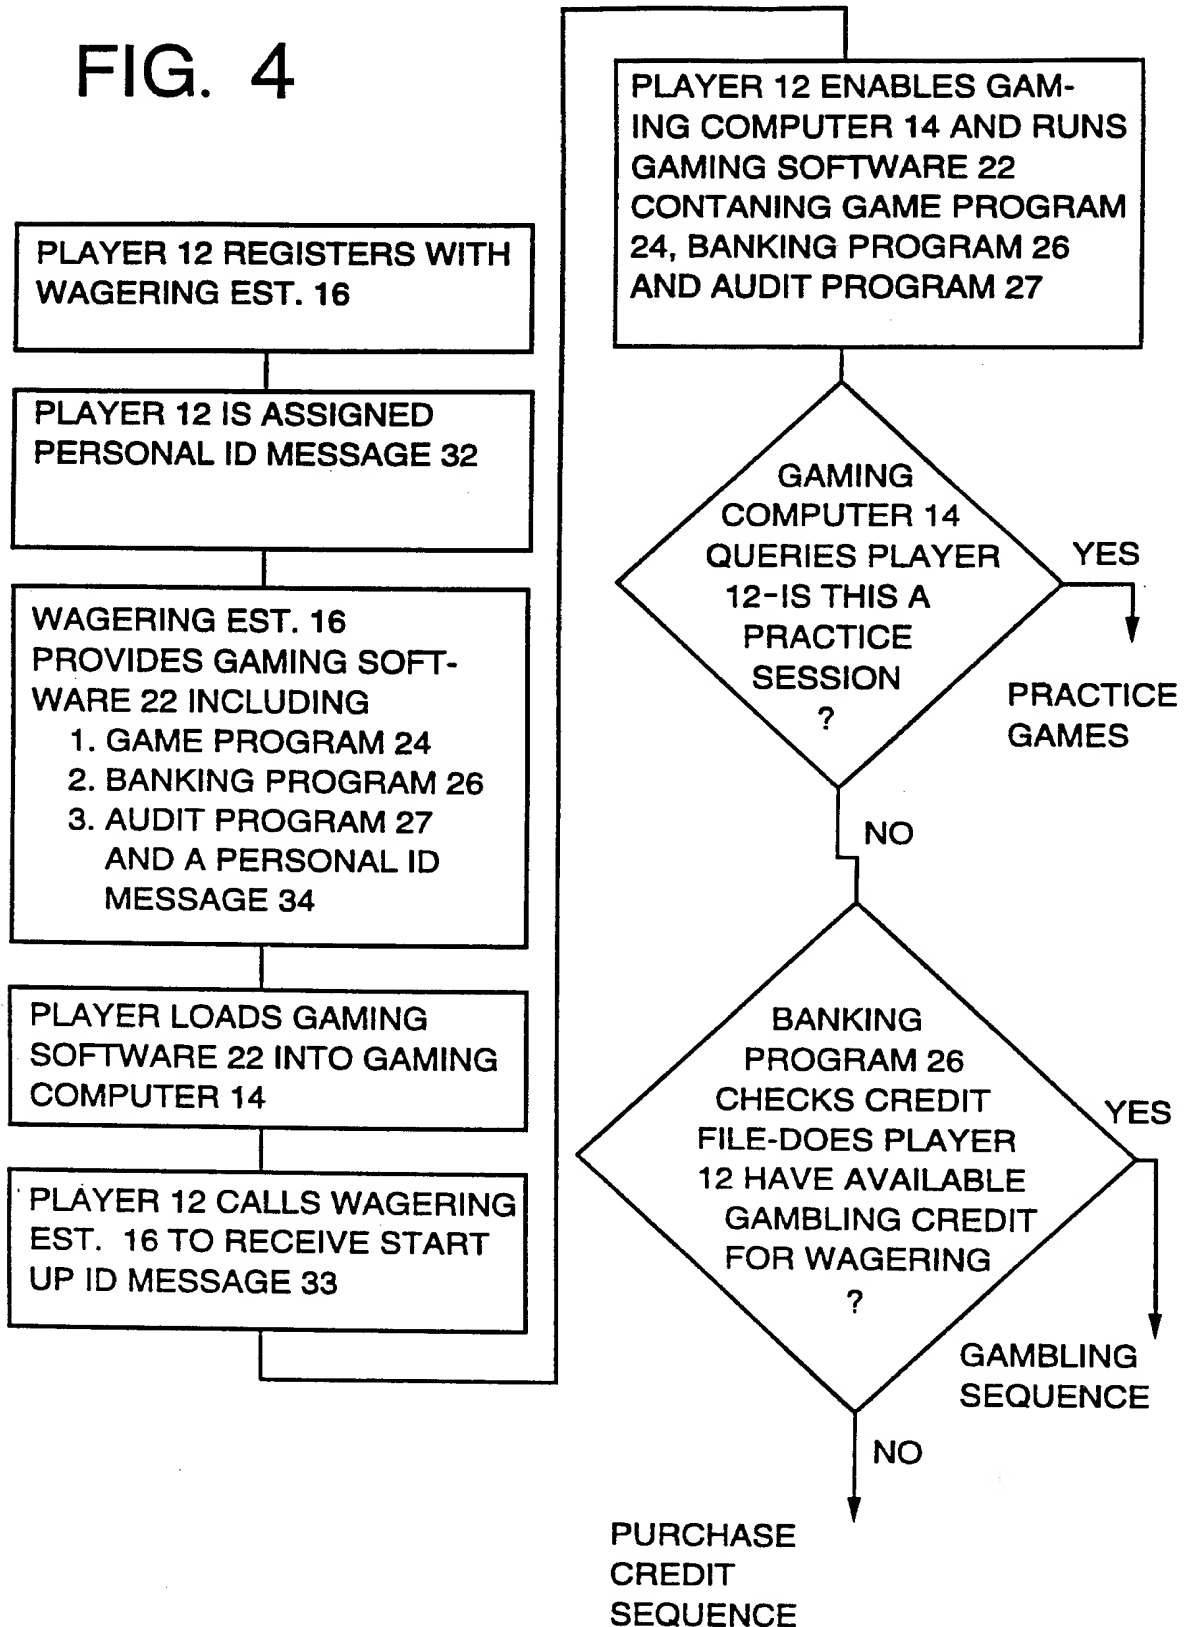 FIG. 4
PLAYER 12 REGISTERS WITH
WAGERING EST. 16
PLAYER 12 IS ASSIGNED
PERSONAL ID MESSAGE 32
WAGERING EST. 16
PROVIDES GAMING SOFT-
WARE 22 INCLUDING
1. GAME PROGRAM 24
2. BANKING PROGRAM 26
3. AUDIT PROGRAM 27
AND A PERSONAL ID
MESSAGE 34
PLAYER LOADS GAMING
SOFTWARE 22 INTO GAMING
COMPUTER 14
PLAYER 12 CALLS WAGERING
EST. 16 TO RECEIVE START
UP ID MESSAGE 33
PLAYER 12 ENABLES GAM-
ING COMPUTER 14 AND RUNS
GAMING SOFTWARE 22
CONTANING GAME PROGRAM
24, BANKING PROGRAM 26
AND AUDIT PROGRAM 27
GAMING
COMPUTER 14
QUERIES PLAYER
12-IS THIS A
PRACTICE
SESSION
?
YES
PRACTICE
GAMES
NO
BANKING
PROGRAM 26
CHECKS CREDIT
FILE-DOES PLAYER
12 HAVE AVAILABLE
GAMBLING CREDIT
FOR WAGERING
?
YES
GAMBLING
SEQUENCE
NO
PURCHASE
CREDIT
SEQUENCE